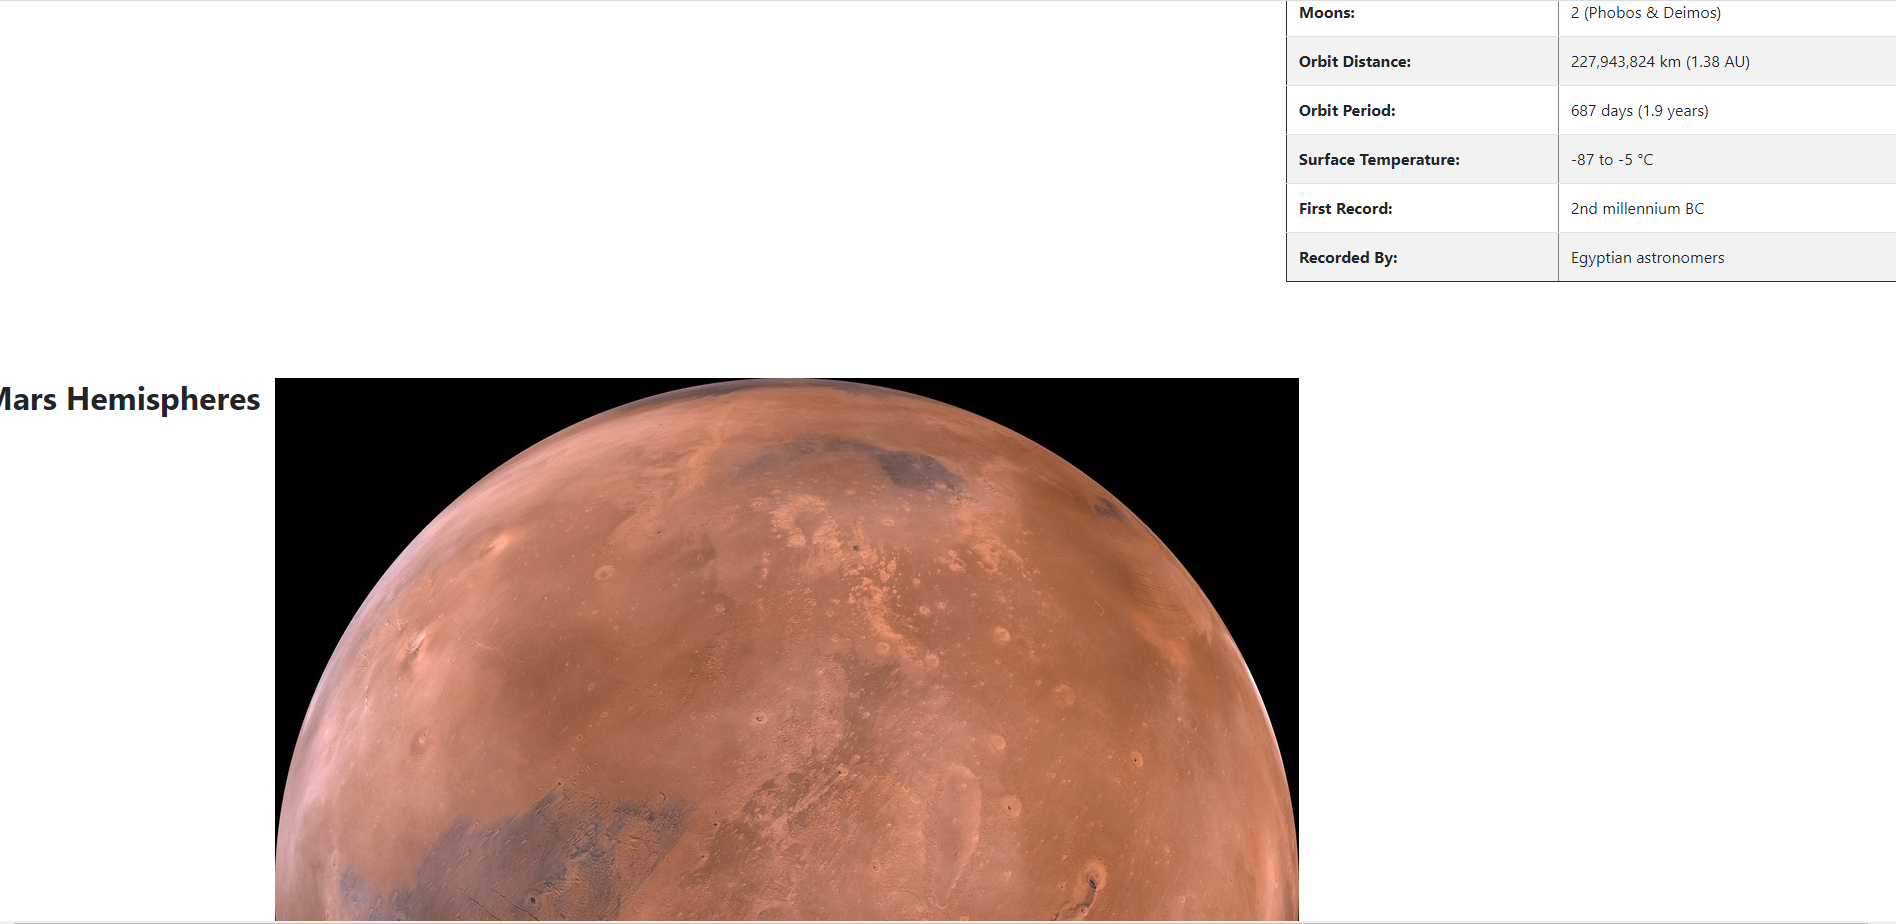 Moons: 2 (Phobos & Deimos)
Orbit Distance: 227,943,824 km (1.38 AU)
Orbit Period: 687 days (1.9 years)
Surface Temperature: -87 to -5 °C
First Record: 2nd millennium BC
Recorded By: Egyptian astronomers
Mars Hemispheres